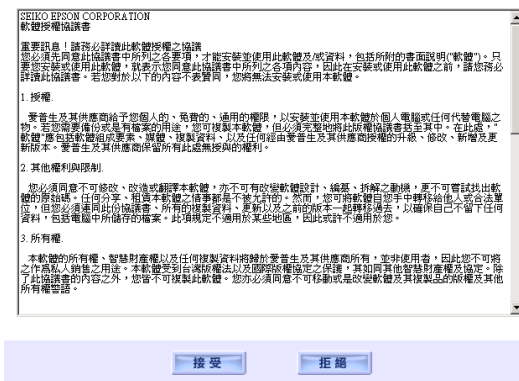 SEIKO EPSON CORPORATION
軟體授權協議書
重要訊息！請務必詳讀此軟體授權之協議
您必須先同意此協議書中所列之各要項，才能安裝並使用此軟體及/或資料，包括所附的書面說明("軟體")。只
要您安裝或使用此軟體，就表示您同意此協議書中所列之各項內容，因此在安裝或使用此軟體之前，請您務必
詳讀此協議書。若您對於以下的內容不表贊同，您將無法安裝或使用本軟體。
1. 授權.
愛普生及其供應商給予您個人的、免費的、通用的權限，以安裝並使用本軟體於個人電腦或任何代替電腦之
物。若您需要備份或是有檔案的用途，您可複製本軟體，但必須完整地將此版權協議書括至其中。在此處，"
軟體"應包括軟體組成要素、媒體、複製資料、以及任何經由愛普生及其供應商授權的升級、修改、新增及更
新版本。愛普生及其供應商保留所有此處無授與的權利。
2. 其他權利與限制.
您必須同意不可修改、改造或翻譯本軟體，亦不可有改變軟體設計、編纂、拆解之動機，更不可嘗試找出軟
體的原始碼。任何分享、租賃本軟體之情事都是不被允許的。然而，您可將軟體自您手中轉移給他人或合法單
位，但您必須連同此份協議書、所有的複製資料、更新以及之前的版本一起轉移過去，以確保自己不留下任何
資料，包括電腦中所儲存的檔案。此項規定不適用於某些地區，因此或許不適用於您。
3. 所有權.
本軟體的所有權、智慧財產權以及任何複製資料將歸於愛普生及其供應商所有，並非使用者，因此您不可將
之作為私人銷售之用途。本軟體受到台灣版權法以及國際版權協定之保護，其如同其他智慧財產權及協定。除
了此協議書的內容之外，您皆不可複製此軟體。您亦必須同意不可移動或是改變軟體及其複製品的版權及其他
所有權警語。
接受
拒絕